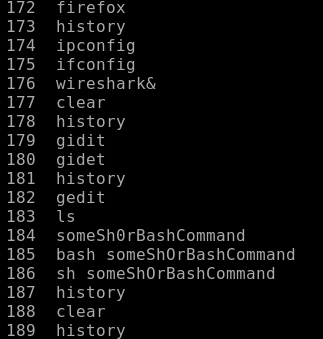 172 firefox
173 history
174 ipconfig
175 ifconfig
176 wireshark&
177 clear
178 history
179 gidit
180 gidet
181 history
182 gedit
183 ls
184 someSh0rBashCommand
185 bash someShOrBashCommand
186 sh someShOrBashCommand
187 history
188 clear
189 history